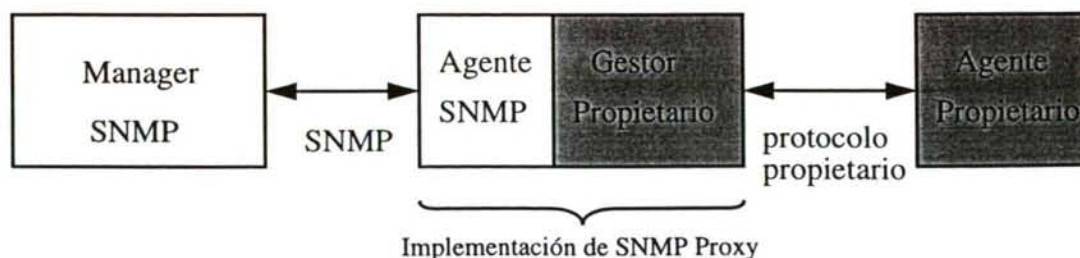 Manager
SNMP
SNMP
Agente
SNMP
Gestor
Propietario
protocolo
propietario
Agente
Propietario
Implementación de SNMP Proxy